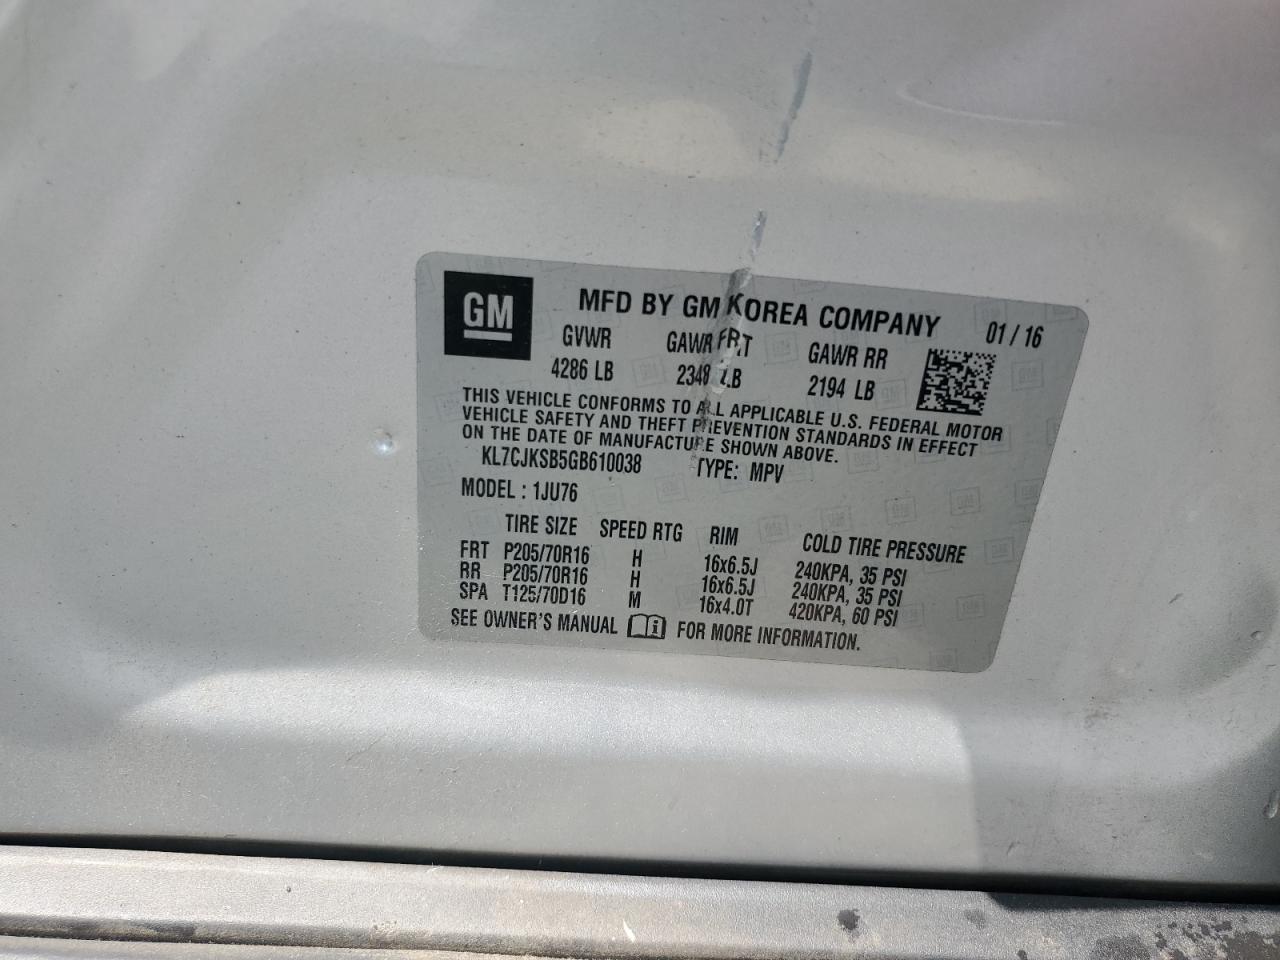 GM
MFD BY GM KOREA COMPANY 01 / 16
GVWR GAWR FRT GAWR RR
4286 LB 2348 LB 2194 LB
THIS VEHICLE CONFORMS TO ALL APPLICABLE U.S. FEDERAL MOTOR
VEHICLE SAFETY AND THEFT PREVENTION STANDARDS IN EFFECT
ON THE DATE OF MANUFACTURE SHOWN ABOVE.
KL7CJKSB5GB610038 TYPE: MPV
MODEL : 1JU76
TIRE SIZE SPEED RTG RIM COLD TIRE PRESSURE
FRT P205/70R16 H 16x6.5J 240KPA, 35 PSI
RR P205/70R16 H 16x6.5J 240KPA, 35 PSI
SPA T125/70D16 M 16x4.0T 420KPA, 60 PSI
SEE OWNER'S MANUAL FOR MORE INFORMATION.